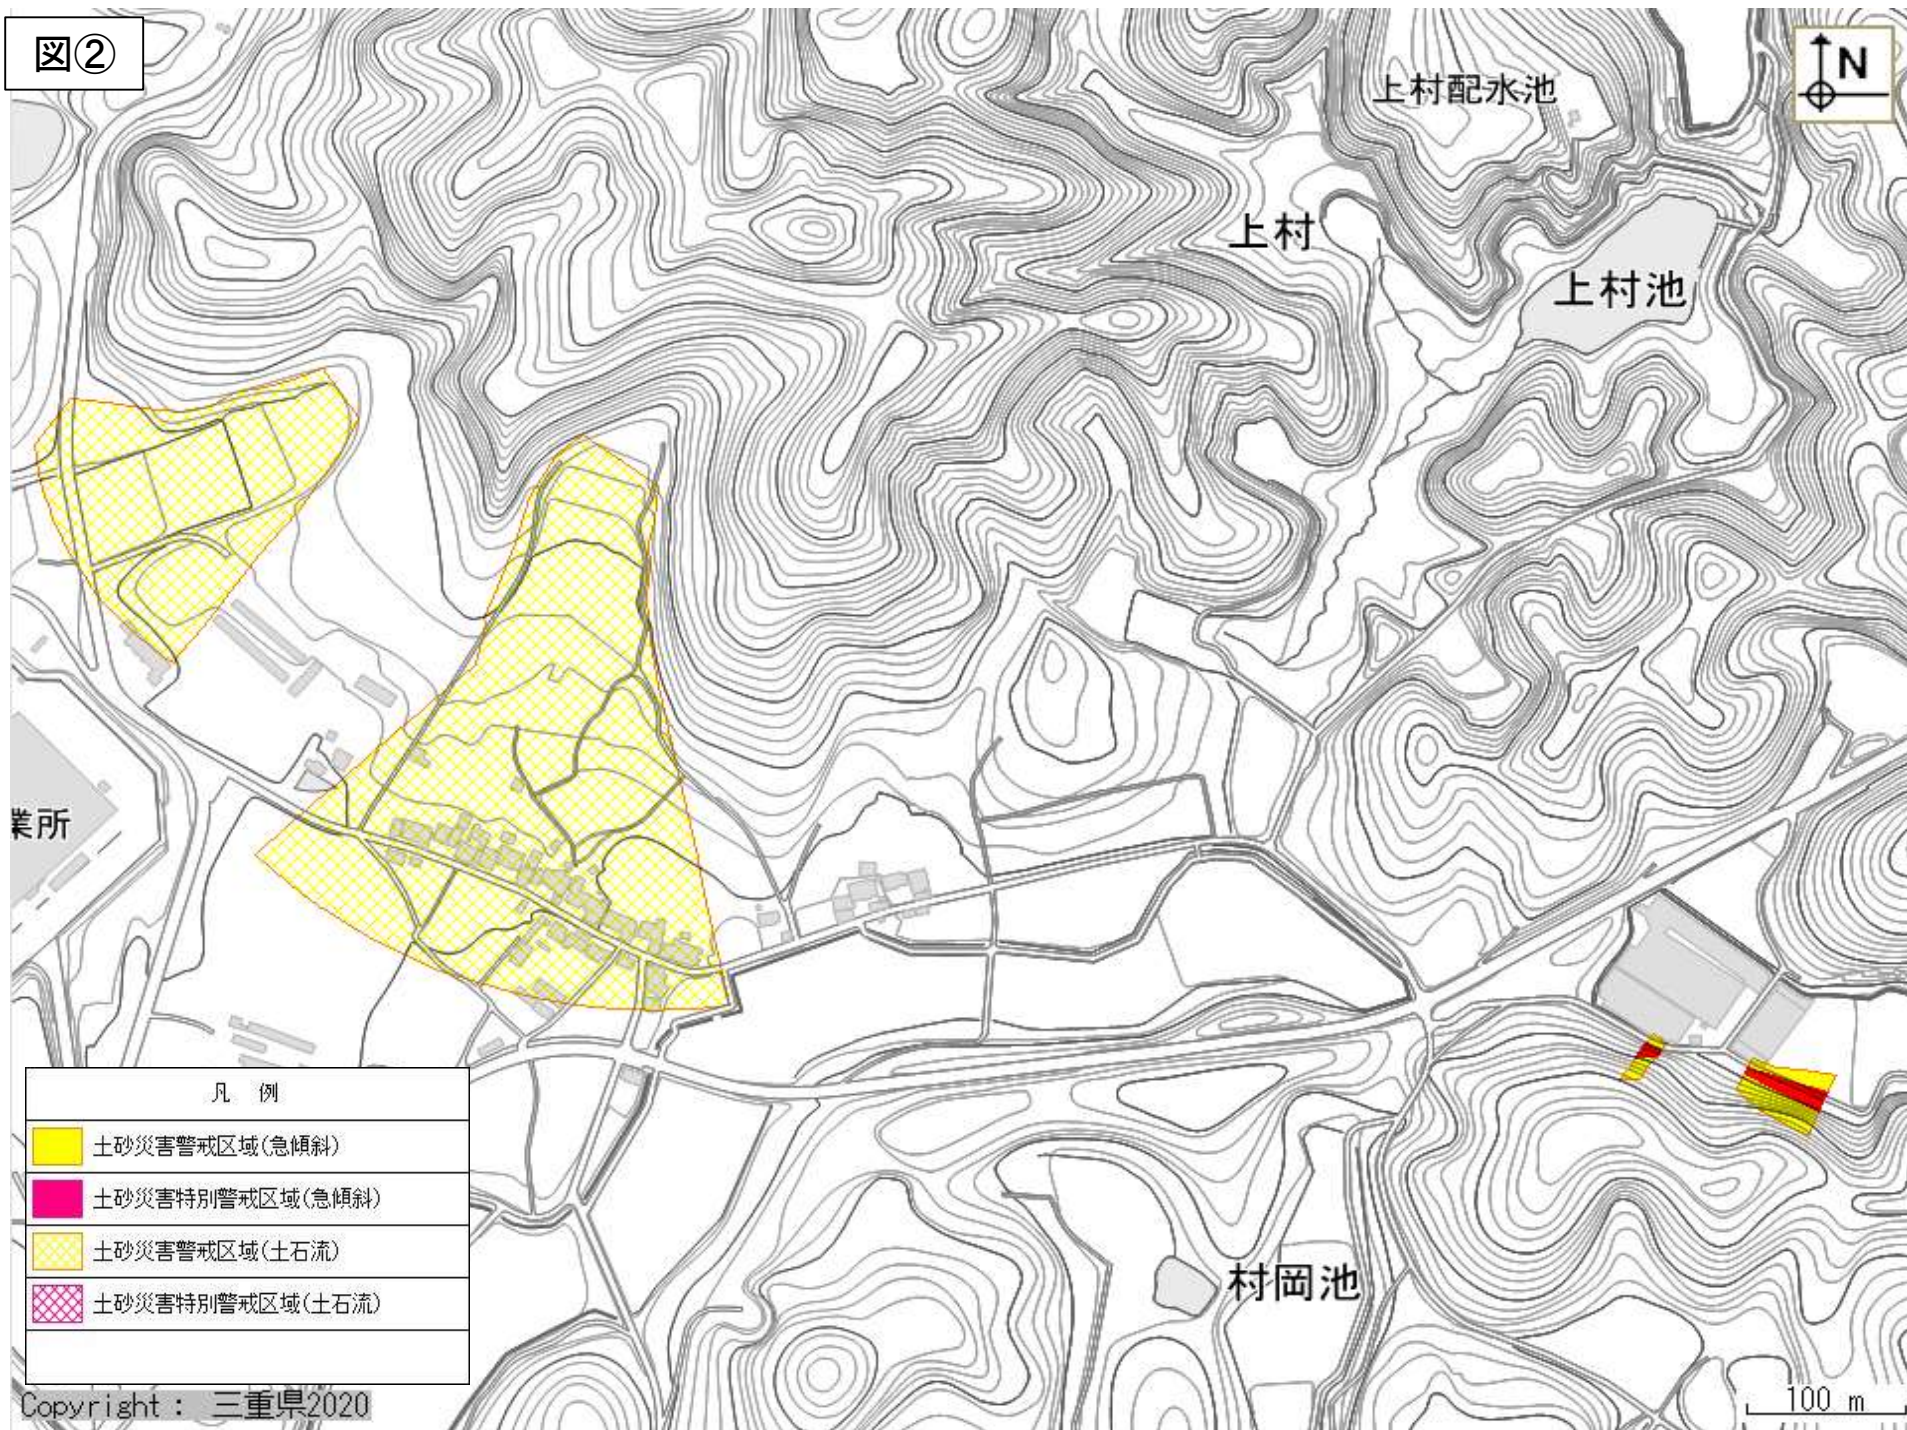 図②
N
上村配水池
上村
上村池
業所
村岡池
凡 例
土砂災害警戒区域(急傾斜)
土砂災害特別警戒区域(急傾斜)
土砂災害警戒区域(土石流)
土砂災害特別警戒区域(土石流)
Copyright : 三重県2020
100 m